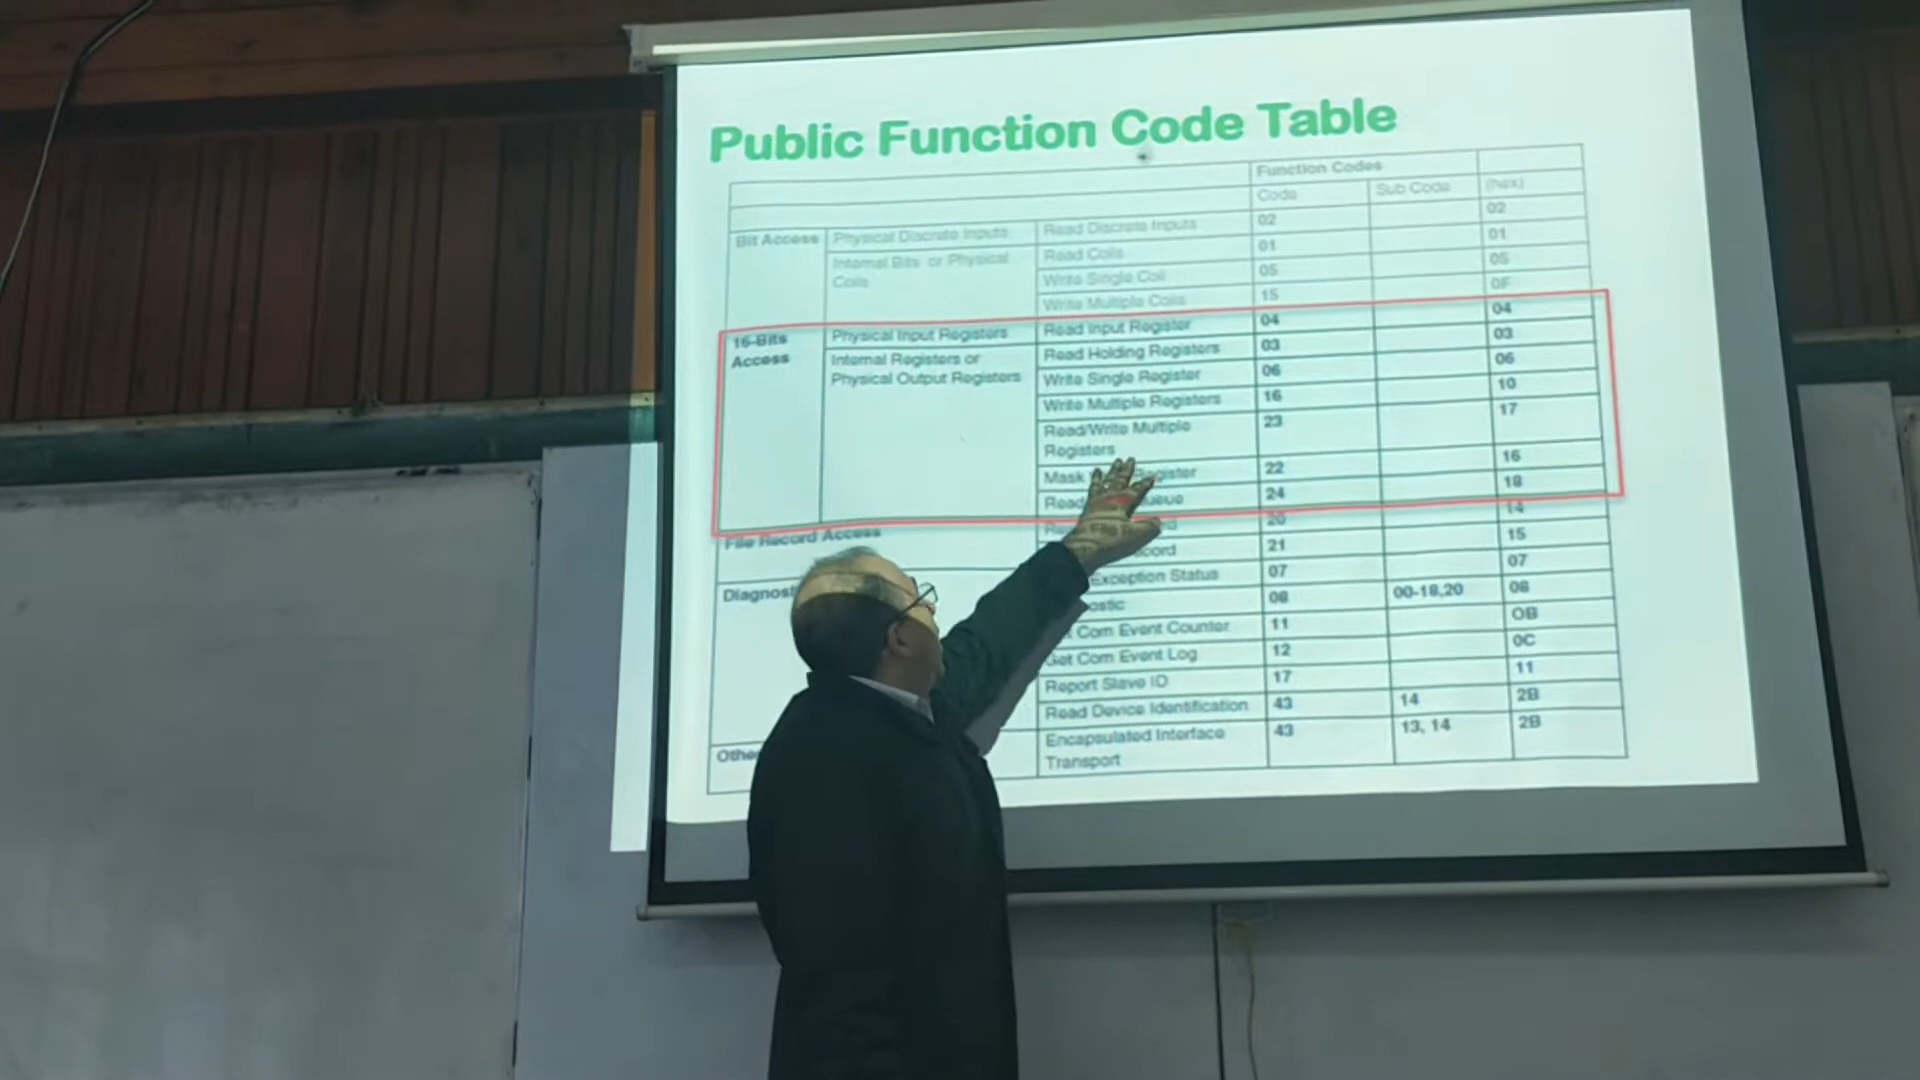 Public Function Code Table
Function Codes
Code Sub Code (hex)
Bit Access Physical Discrete Inputs Read Discrete Inputs 02 02
Internal Bits or Physical Read Coils 01 01
Coils Write Single Coil 05 05
Write Multiple Coils 15 0F
16-Bits Physical Input Registers Read Input Register 04 04
Access Internal Registers or Read Holding Registers 03 03
Physical Output Registers Write Single Register 06 06
Write Multiple Registers 16 10
Read/Write Multiple 23 17
Registers
Mask Register 22 16
Read 24 18
File Record Access 20 14
21 15
Diagnost Exception Status 07 07
08 00-18,20 08
Com Event Counter 11 0B
Get Com Event Log 12 0C
Report Slave ID 17 11
Read Device Identification 43 14 2B
Othe Encapsulated Interface 43 13, 14 2B
Transport